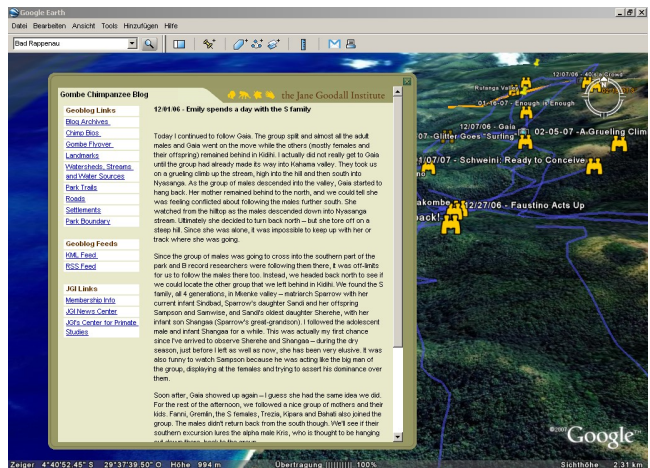 Google Earth
Datei Bearbeiten Ansicht Tools Hinzufügen Hilfe
Bad Rappenau
Gombe Chimpanzee Blog
the Jane Goodall Institute
Geoblog Links
Blog Archives
Chimp Bios
Gombe Flyover
Landmarks
Watersheds, Streams
and Water Sources
Park Trails
Roads
Settlements
Park Boundary
Geoblog Feeds
KML Feed
RSS Feed
JGI Links
Membership Info
JGI News Center
JGI's Center for Primate
Studies
12/01/06 - Emily spends a day with the S family
Today I continued to follow Gaia. The group split and almost all the adult
males and Gaia went on the move while the others (mostly females and
their offspring) remained behind in Kidihi. I actually did not really get to Gaia
until the group had already made its way into Kahama valley. They took us
on a grueling climb up the stream, high into the hill and then south into
Nyasanga. As the group of males descended into the valley, Gaia started to
hang back. Her mother remained behind to the north, and we could tell she
was feeling conflicted about following the males further south. She
watched from the hilltop as the males descended down into Nyasanga
stream. Ultimately she decided to turn back north – but she tore off on a
steep hill. Since she was alone, it was impossible to keep up with her or
track where she was going.
Since the group of males was going to cross into the southern part of the
park and B record researchers were following them there, it was off-limits
for us to follow the males there too. Instead, we headed back north to see if
we could locate the other group that we left behind in Kidihi. We found the S
family, all 4 generations, in Mkenke valley – matriarch Sparrow with her
current infant Sindbad, Sparrow's daughter Sandi and her offspring
Sampson and Samwise, and Sandi's oldest daughter Sherehe, with her
infant son Shangaa (Sparrow's great-grandson). I followed the adolescent
male and infant Shangaa for a while. This was actually my first chance
since I've arrived to observe Sherehe and Shangaa – during the dry
season, just before I left as well as now, she has been very elusive. It was
also funny to watch Sampson because he was acting like the big man of
the group, displaying at the females and trying to assert his dominance over
them.
Soon after, Gaia showed up again – I guess she had the same idea we did.
For the rest of the afternoon, we followed a nice group of mothers and their
kids. Fanni, Gremlin, the S females, Trezia, Kipara and Bahati also joined the
group. The males didn't return back from the south though. We'll see if their
southern excursion lures the alpha male Kris, who is thought to be hanging
out down there, back to the group.
12/07/06 - 40's a Crowd
Rutanga Valley
01-16-07 - Enough is Enough
12/07/06 - Gaia
07-Glitter Goes "Surfing"
02-05-07 -A Grueling Clim
1/07/07 - Schweini: Ready to Conceive
akombe
12/27/06 - Faustino Acts Up
back!
©2007 Google™
Zeiger 4°40'52.45" S 29°37'39.50" O Höhe 994 m Übertragung |||||||||| 100% Sichthöhe: 2.31 km